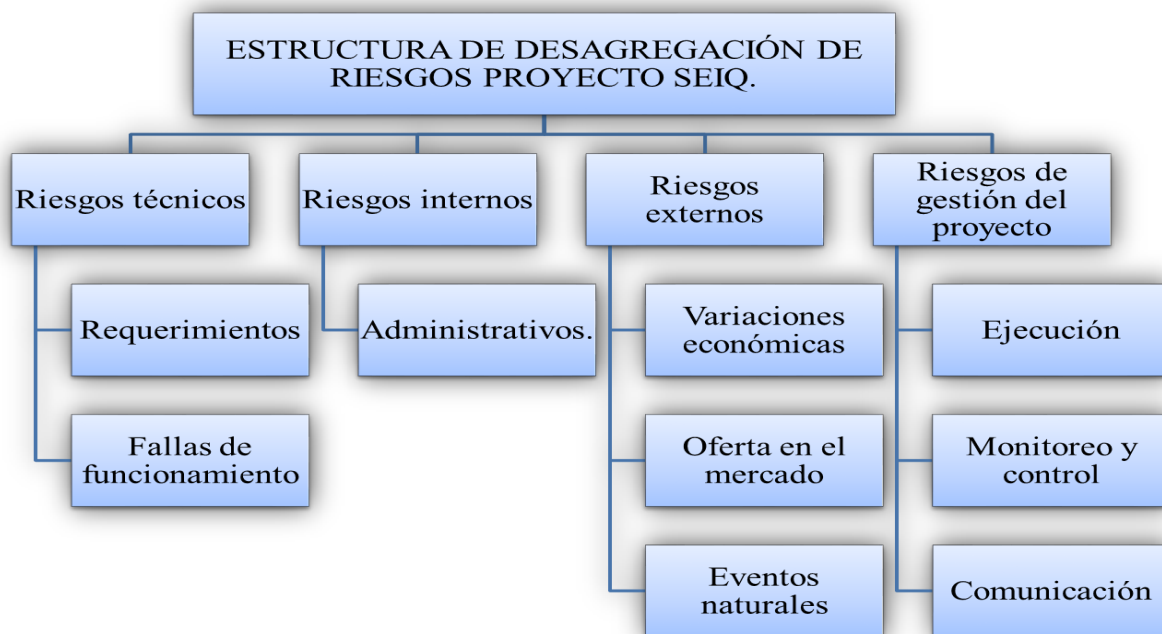 ESTRUCTURA DE DESAGREGACIÓN DE
RIESGOS PROYECTO SEIQ.
Riesgos técnicos
Requerimientos
Fallas de
funcionamiento
Riesgos internos
Administrativos.
Riesgos
externos
Variaciones
económicas
Oferta en el
mercado
Eventos
naturales
Riesgos de
gestión del
proyecto
Ejecución
Monitoreo y
control
Comunicación